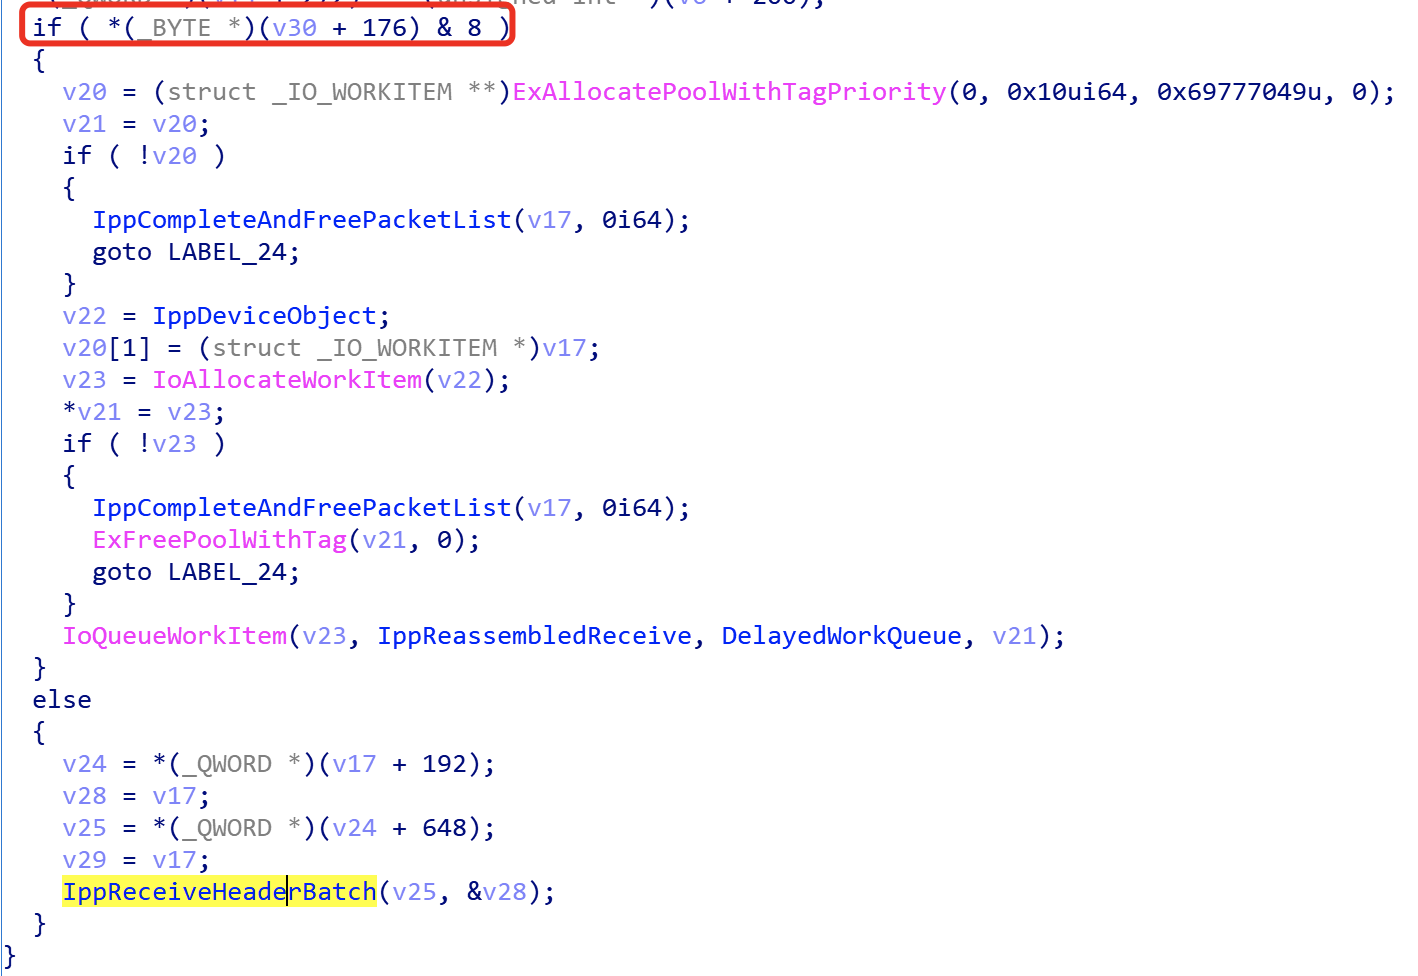 if ( *(_BYTE *)(v30 + 176) & 8 )
{
v20 = (struct _IO_WORKITEM **)ExAllocatePoolWithTagPriority(0, 0x10ui64, 0x69777049u, 0);
v21 = v20;
if ( !v20 )
{
IppCompleteAndFreePacketList(v17, 0i64);
goto LABEL_24;
}
v22 = IppDeviceObject;
v20[1] = (struct _IO_WORKITEM *)v17;
v23 = IoAllocateWorkItem(v22);
*v21 = v23;
if ( !v23 )
{
IppCompleteAndFreePacketList(v17, 0i64);
ExFreePoolWithTag(v21, 0);
goto LABEL_24;
}
IoQueueWorkItem(v23, IppReassembledReceive, DelayedWorkQueue, v21);
}
else
{
v24 = *(_QWORD *)(v17 + 192);
v28 = v17;
v25 = *(_QWORD *)(v24 + 648);
v29 = v17;
IppReceiveHeaderBatch(v25, &v28);
}
}